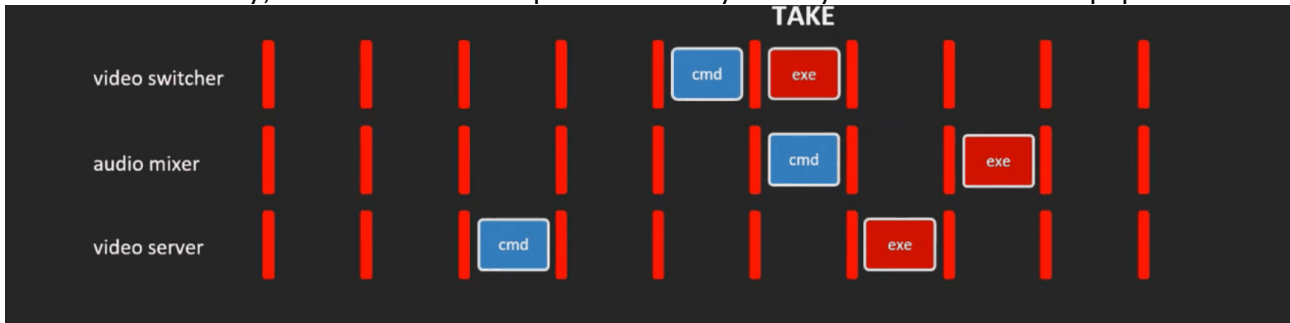 TAKE
video switcher cmd exe
audio mixer cmd exe
video server cmd exe